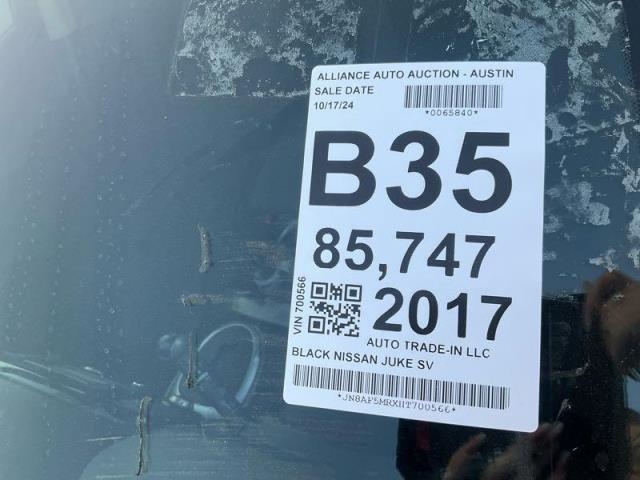 ALLIANCE AUTO AUCTION - AUSTIN
SALE DATE
10/17/24
*0065840*
B35
85,747
VIN 700566
2017
AUTO TRADE-IN LLC
BLACK NISSAN JUKE SV
*JN8AF5MRXHT700566*